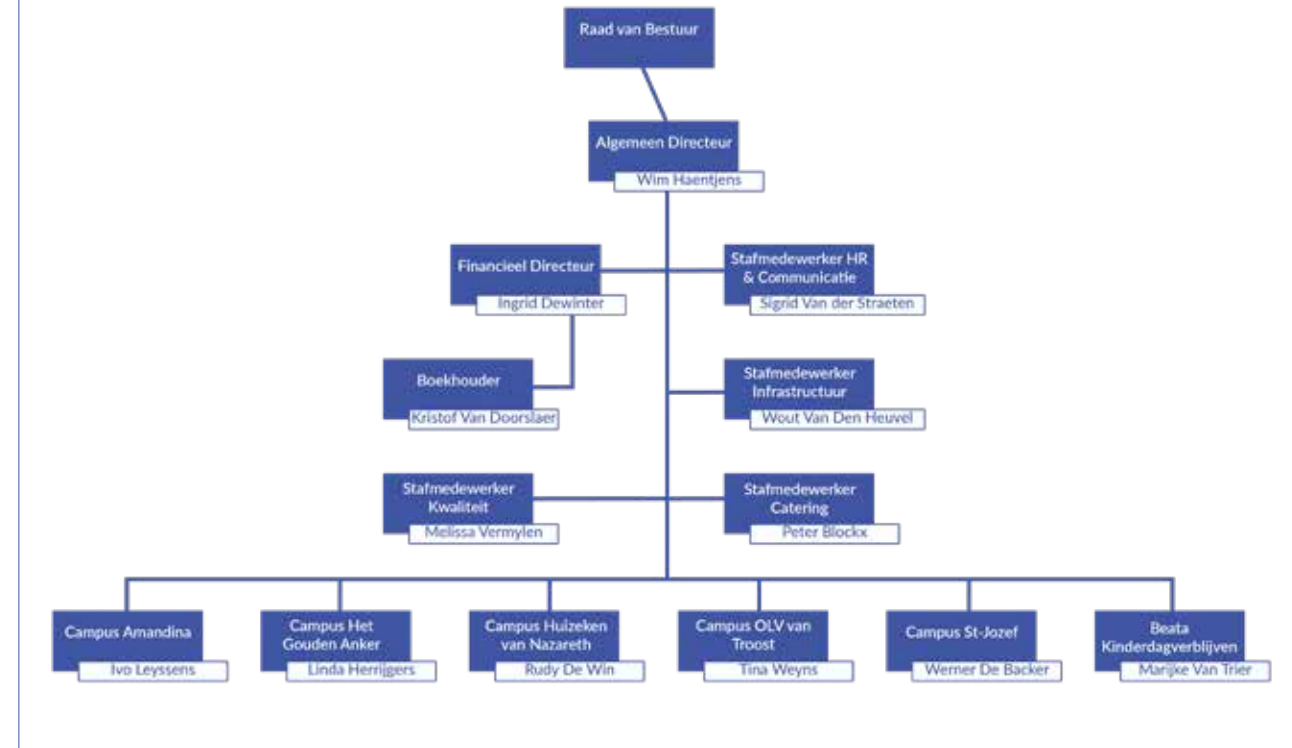 Raad van Bestuur
Algemeen Directeur
Wim Haentjens
Financieel Directeur
Ingrid Dewinter
Stafmedewerker HR
& Communicatie
Sigrid Van der Straeten
Boekhouder
Kristof Van Doorslaer
Stafmedewerker
Infrastructuur
Wout Van Den Heuvel
Stafmedewerker
Kwaliteit
Melissa Vermylen
Stafmedewerker
Catering
Peter Blockx
Campus Amandina
Ivo Leyssens
Campus Het
Gouden Anker
Linda Herrijgers
Campus Huizeken
van Nazareth
Rudy De Win
Campus OLV van
Troost
Tina Weyns
Campus St-Jozef
Werner De Backer
Beata
Kinderdagverblijven
Marijke Van Trier